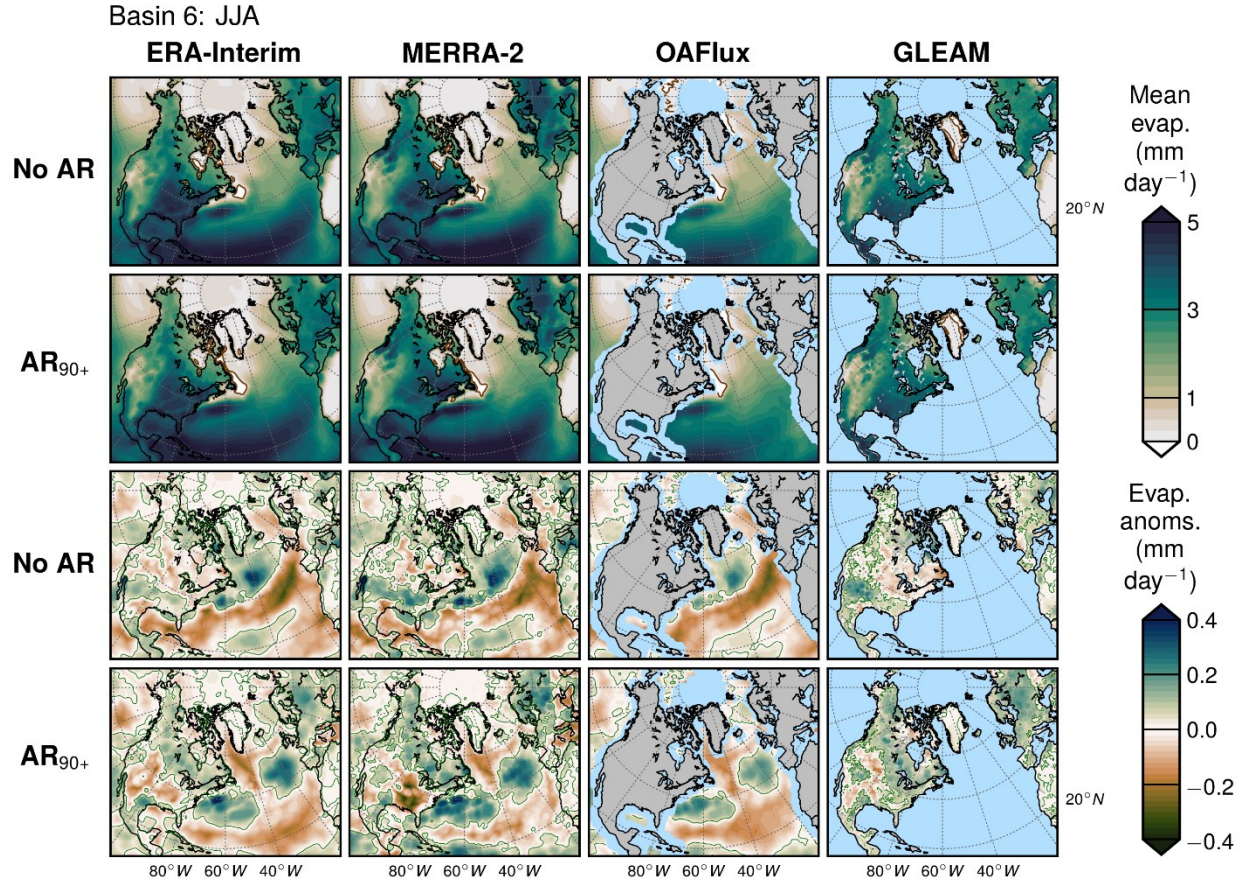 Basin 6: JJA
ERA-Interim MERRA-2 OAFlux GLEAM
No AR
AR90+
No AR
AR90+
Mean
evap.
(mm
day−1)
5
3
1
0
Evap.
anoms.
(mm
day−1)
0.4
0.2
0.0
−0.2
−0.4
20°N
20°N
80°W 60°W 40°W 80°W 60°W 40°W 80°W 60°W 40°W 80°W 60°W 40°W